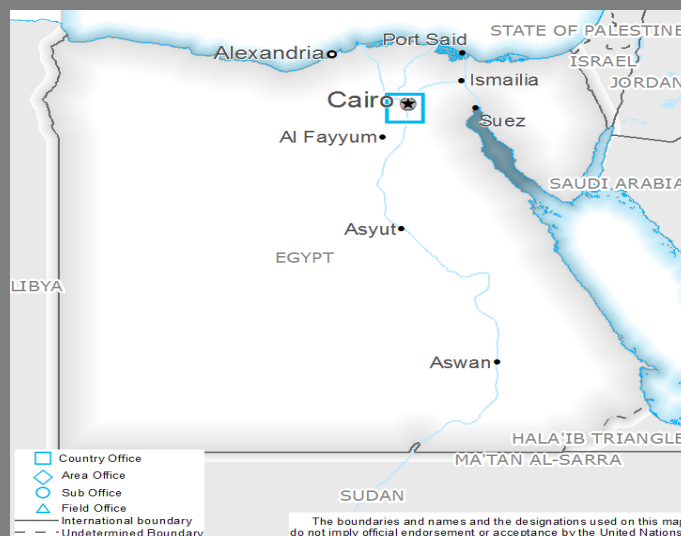 STATE OF PALESTINE
Port Said
Alexandria
ISRAEL
Ismailia
JORDAN
Cairo
Suez
Al Fayyum
SAUDI ARABIA
Asyut
EGYPT
LIBYA
Aswan
HALA'IB TRIANGLE
MA'TAN AL-SARRA
SUDAN
Country Office
Area Office
Sub Office
Field Office
International boundary
Undetermined Boundary
The boundaries and names and the designations used on this map
do not imply official endorsement or acceptance by the United Nations